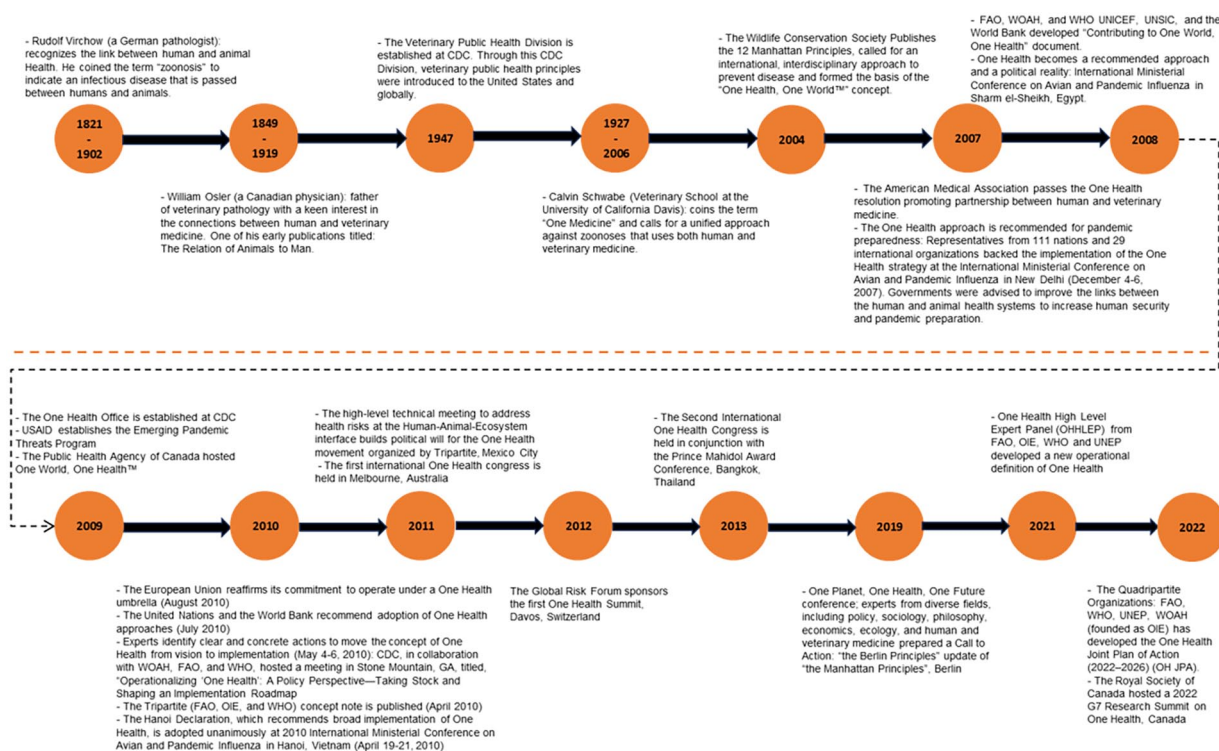 - Rudolf Virchow (a German pathologist):
recognizes the link between human and animal
Health. He coined the term "zoonosis" to
indicate an infectious disease that is passed
between humans and animals.
- The Veterinary Public Health Division is
established at CDC. Through this CDC
Division, veterinary public health principles
were introduced to the United States and
globally.
- The Wildlife Conservation Society Publishes
the 12 Manhattan Principles, called for an
international, interdisciplinary approach to
prevent disease and formed the basis of the
"One Health, One World™" concept.
- FAO, WOAH, and WHO UNICEF, UNSIC, and the
World Bank developed "Contributing to One World,
One Health" document.
- One Health becomes a recommended approach
and a political reality: International Ministerial
Conference on Avian and Pandemic Influenza in
Sharm el-Sheikh, Egypt.
1821
-
1902
1849
-
1919
1947
1927
-
2006
2004
2007
2008
- William Osler (a Canadian physician): father
of veterinary pathology with a keen interest in
the connections between human and veterinary
medicine. One of his early publications titled:
The Relation of Animals to Man.
- Calvin Schwabe (Veterinary School at the
University of California Davis): coins the term
"One Medicine" and calls for a unified approach
against zoonoses that uses both human and
veterinary medicine.
- The American Medical Association passes the One Health
resolution promoting partnership between human and veterinary
medicine.
- The One Health approach is recommended for pandemic
preparedness: Representatives from 111 nations and 29
international organizations backed the implementation of the One
Health strategy at the International Ministerial Conference on
Avian and Pandemic Influenza in New Delhi (December 4-6,
2007). Governments were advised to improve the links between
the human and animal health systems to increase human security
and pandemic preparation.
- The One Health Office is established at CDC
- USAID establishes the Emerging Pandemic
Threats Program
- The Public Health Agency of Canada hosted
One World, One Health™
- The high-level technical meeting to address
health risks at the Human-Animal-Ecosystem
interface builds political will for the One Health
movement organized by Tripartite, Mexico City
- The first international One Health congress is
held in Melbourne, Australia
- The Second International
One Health Congress is
held in conjunction with
the Prince Mahidol Award
Conference, Bangkok,
Thailand
- One Health High Level
Expert Panel (OHHLEP) from
FAO, OIE, WHO and UNEP
developed a new operational
definition of One Health
2009
2010
2011
2012
2013
2019
2021
2022
- The European Union reaffirms its commitment to operate under a One Health
umbrella (August 2010)
- The United Nations and the World Bank recommend adoption of One Health
approaches (July 2010)
- Experts identify clear and concrete actions to move the concept of One
Health from vision to implementation (May 4-6, 2010): CDC, in collaboration
with WOAH, FAO, and WHO, hosted a meeting in Stone Mountain, GA, titled,
"Operationalizing 'One Health': A Policy Perspective—Taking Stock and
Shaping an Implementation Roadmap
- The Tripartite (FAO, OIE, and WHO) concept note is published (April 2010)
- The Hanoi Declaration, which recommends broad implementation of One
Health, is adopted unanimously at 2010 International Ministerial Conference on
Avian and Pandemic Influenza in Hanoi, Vietnam (April 19-21, 2010)
The Global Risk Forum sponsors
the first One Health Summit,
Davos, Switzerland
- One Planet, One Health, One Future
conference; experts from diverse fields,
including policy, sociology, philosophy,
economics, ecology, and human and
veterinary medicine prepared a Call to
Action: "the Berlin Principles" update of
"the Manhattan Principles", Berlin
- The Quadripartite
Organizations: FAO,
WHO, UNEP, WOAH
(founded as OIE) has
developed the One Health
Joint Plan of Action
(2022–2026) (OH JPA).
- The Royal Society of
Canada hosted a 2022
G7 Research Summit on
One Health, Canada